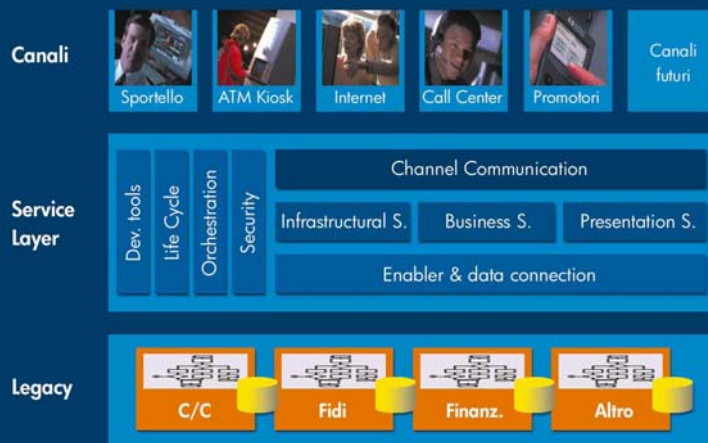 Canali
Sportello
ATM Kiosk
Internet
Call Center
Promotori
Canali
futuri
Service
Layer
Dev. tools
Life Cycle
Orchestration
Security
Channel Communication
Infrastructural S.
Business S.
Presentation S.
Enabler & data connection
Legacy
C/C
Fidi
Finanz.
Altro